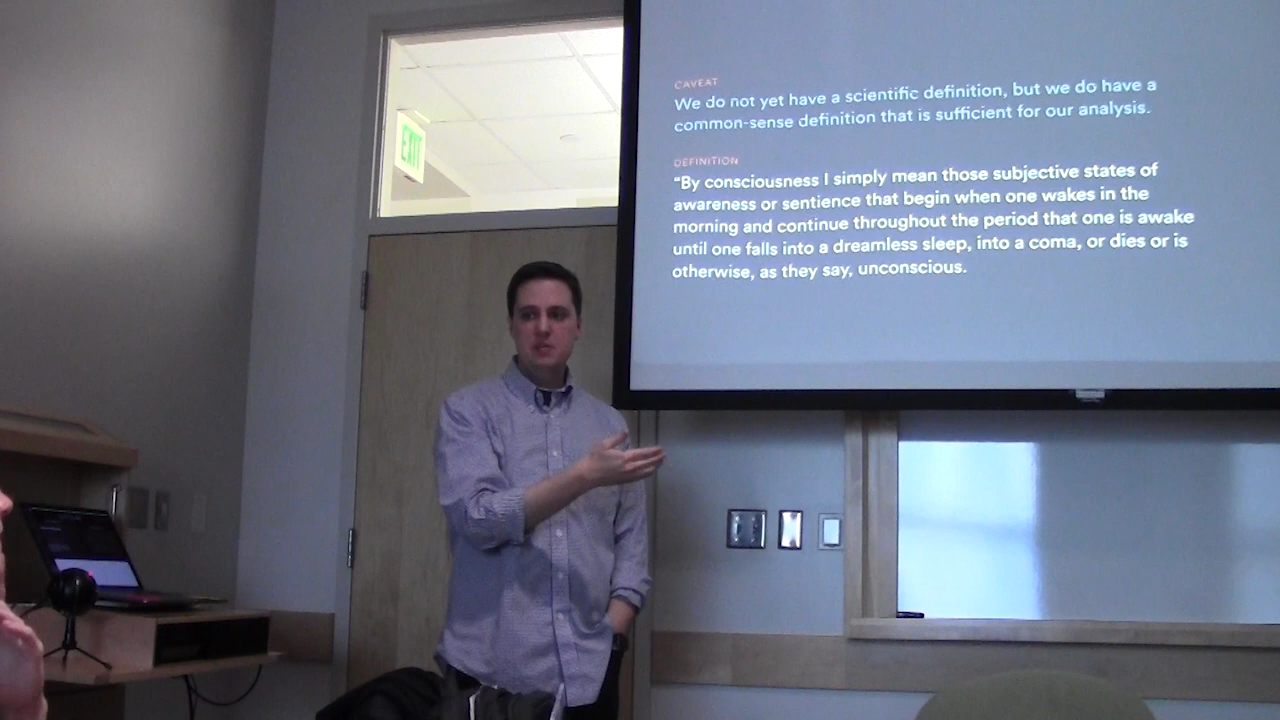 EXIT
CAVEAT
We do not yet have a scientific definition, but we do have a
common-sense definition that is sufficient for our analysis.
DEFINITION
“By consciousness I simply mean those subjective states of
awareness or sentience that begin when one wakes in the
morning and continue throughout the period that one is awake
until one falls into a dreamless sleep, into a coma, or dies or is
otherwise, as they say, unconscious.